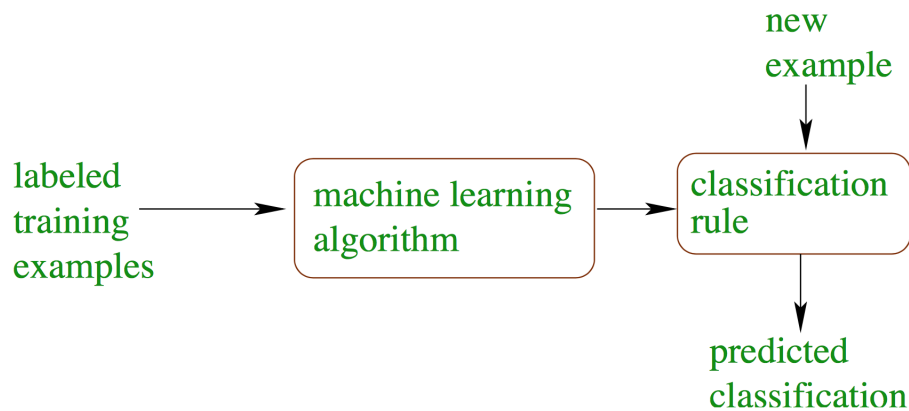 new
example
labeled
training
examples
machine learning
algorithm
classification
rule
predicted
classification